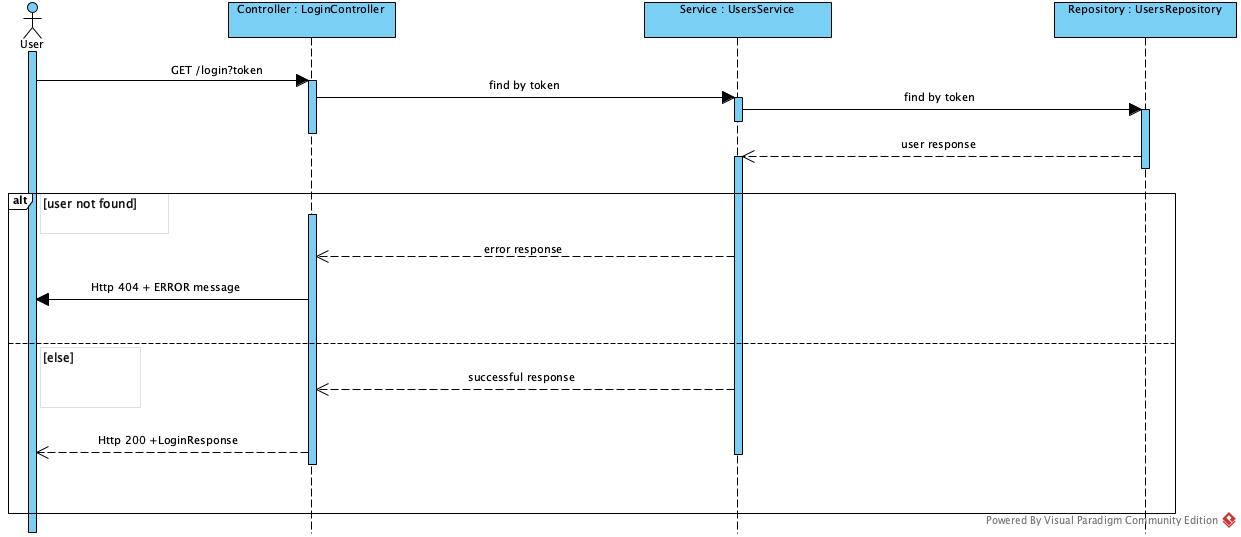 Controller : LoginController
Service : UsersService
Repository : UsersRepository
User
GET /login?token
find by token
find by token
user response
alt
[user not found]
error response
Http 404 + ERROR message
[else]
successful response
Http 200 +LoginResponse
Powered By Visual Paradigm Community Edition